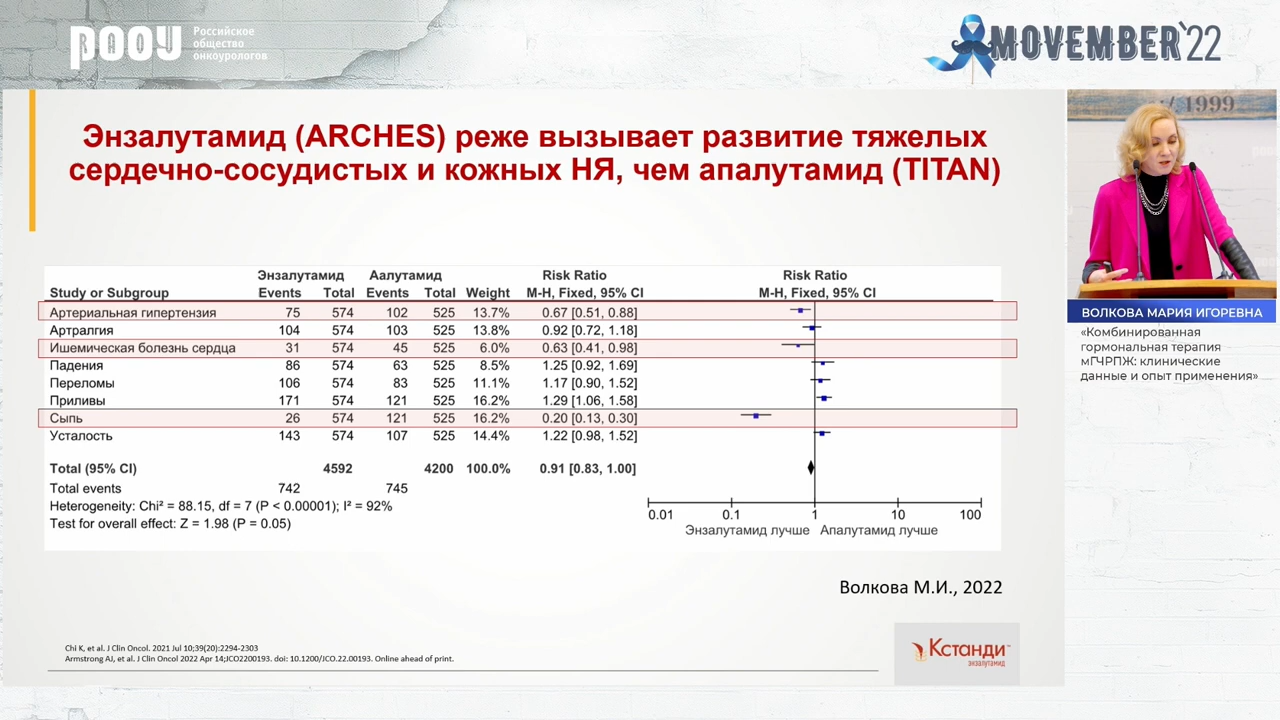 РООУ
Российское
общество
онкоурологов
MOVEMBER'22
Энзалутамид (ARCHES) реже вызывает развитие тяжелых
сердечно-сосудистых и кожных НЯ, чем апалутамид (TITAN)
Энзалутамид Аалутамид Risk Ratio Risk Ratio
Study or Subgroup Events Total Events Total Weight M-H, Fixed, 95% CI M-H, Fixed, 95% CI
Артериальная гипертензия 75 574 102 525 13.7% 0.67 [0.51, 0.88]
Артралгия 104 574 103 525 13.8% 0.92 [0.72, 1.18]
Ишемическая болезнь сердца 31 574 45 525 6.0% 0.63 [0.41, 0.98]
Падения 86 574 63 525 8.5% 1.25 [0.92, 1.69]
Переломы 106 574 83 525 11.1% 1.17 [0.90, 1.52]
Приливы 171 574 121 525 16.2% 1.29 [1.06, 1.58]
Сыпь 26 574 121 525 16.2% 0.20 [0.13, 0.30]
Усталость 143 574 107 525 14.4% 1.22 [0.98, 1.52]
Total (95% CI) 4592 4200 100.0% 0.91 [0.83, 1.00]
Total events 742 745
Heterogeneity: Chi² = 88.15, df = 7 (P < 0.00001); I² = 92%
Test for overall effect: Z = 1.98 (P = 0.05)
0.01 0.1 1 10 100
Энзалутамид лучше Апалутамид лучше
Волкова М.И., 2022
Chi K, et al. J Clin Oncol. 2021 Jul 10;39(20):2294-2303
Armstrong AJ, et al. J Clin Oncol 2022 Apr 14;JCO2200193. doi: 10.1200/JCO.22.00193. Online ahead of print.
Кстанди™
энзалутамид
/ 1999
ВОЛКОВА МАРИЯ ИГОРЕВНА
«Комбинированная
гормональная терапия
мГЧРПЖ: клинические
данные и опыт применения»